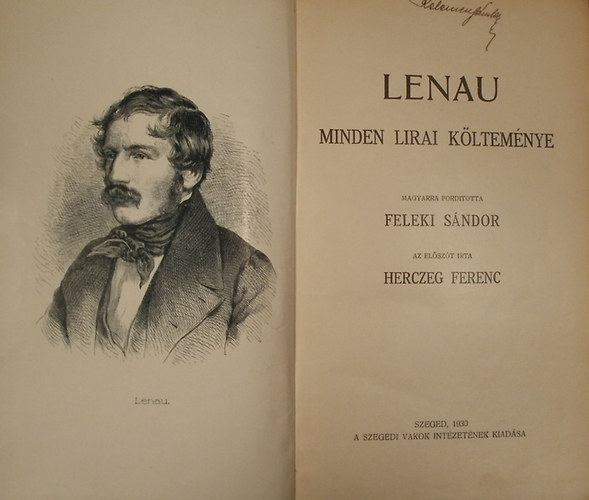 Lenau.
LENAU
MINDEN LIRAI KÖLTEMÉNYE
MAGYARRA FORDITOTTA
FELEKI SÁNDOR
AZ ELŐSZÓT IRTA
HERCZEG FERENC
SZEGED, 1933
A SZEGEDI VAKOK INTÉZETÉNEK KIADÁSA